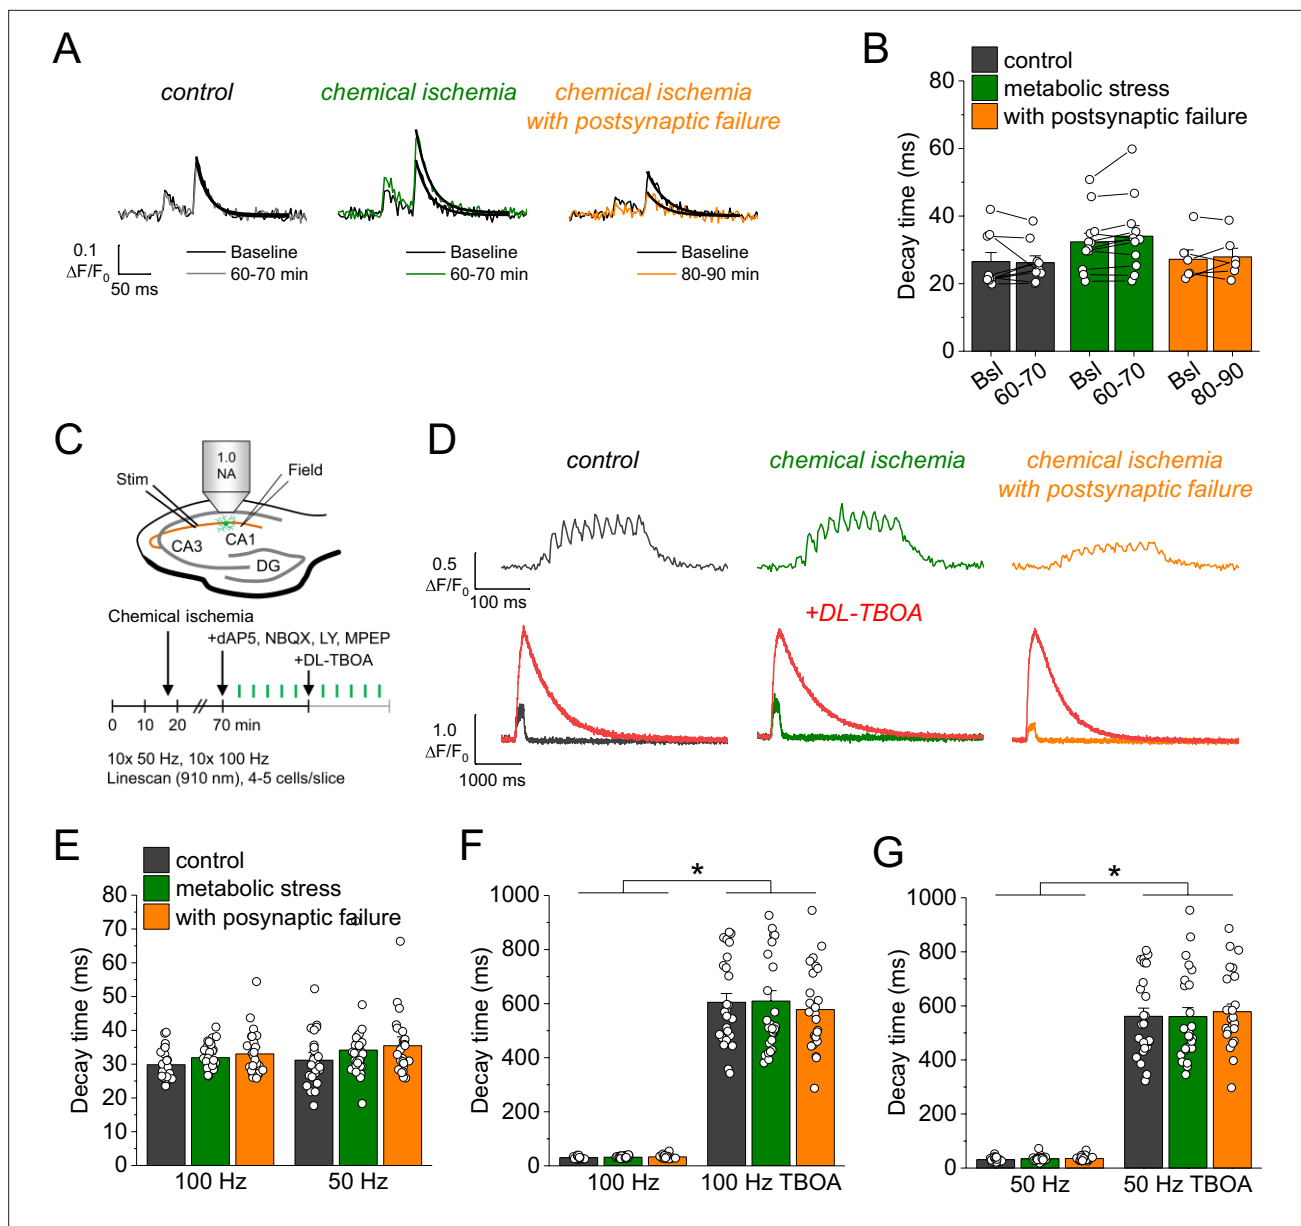 A
control
chemical ischemia
chemical ischemia
with postsynaptic failure
0.1
ΔF/F0
50 ms
Baseline
60-70 min
Baseline
60-70 min
Baseline
80-90 min
B
control
metabolic stress
with postsynaptic failure
Decay time (ms)
80
60
40
20
0
Bsl
60-70
Bsl
60-70
Bsl
80-90
C
1.0
NA
Stim
Field
CA3
CA1
DG
Chemical ischemia
+dAP5, NBQX, LY, MPEP
+DL-TBOA
0
10
20
70 min
10x 50 Hz, 10x 100 Hz
Linescan (910 nm), 4-5 cells/slice
D
control
chemical ischemia
chemical ischemia
with postsynaptic failure
0.5
ΔF/F0
100 ms
+DL-TBOA
1.0
ΔF/F0
1000 ms
E
control
metabolic stress
with posynaptic failure
Decay time (ms)
80
70
60
50
40
30
20
10
0
100 Hz
50 Hz
F
*
Decay time (ms)
1000
800
600
400
200
0
100 Hz
100 Hz TBOA
G
*
Decay time (ms)
1000
800
600
400
200
0
50 Hz
50 Hz TBOA